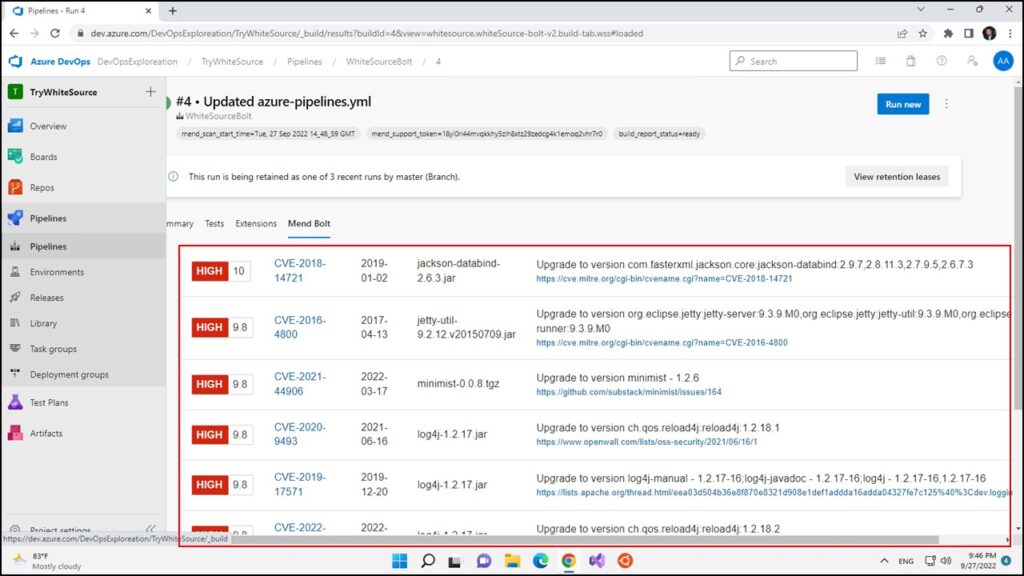 Pipelines - Run 4
dev.azure.com/DevOpsExploreation/TryWhiteSource/_build/results?buildId=4&view=whitesource.whiteSource-bolt-v2.build-tab.wss#loaded
Azure DevOps DevOpsExploreation / TryWhiteSource / Pipelines / WhiteSourceBolt / 4
Search
AA
T TryWhiteSource
Overview
Boards
Repos
Pipelines
Pipelines
Environments
Releases
Library
Task groups
Deployment groups
Test Plans
Artifacts
Project settings
https://dev.azure.com/DevOpsExploreation/TryWhiteSource/_build
#4 • Updated azure-pipelines.yml
WhiteSourceBolt
Run new
mend_scan_start_time=Tue, 27 Sep 2022 14_48_59 GMT
build_report_status=ready
This run is being retained as one of 3 recent runs by master (Branch).
View retention leases
mmary Tests Extensions Mend Bolt
HIGH 10
CVE-2018-
14721
2019-
01-02
jackson-databind-
2.6.3.jar
Upgrade to version com.fasterxml.jackson.core:jackson-databind:2.9.7,2.8.11.3,2.7.9.5,2.6.7.3
https://cve.mitre.org/cgi-bin/cvename.cgi?name=CVE-2018-14721
HIGH 9.8
CVE-2016-
4800
2017-
04-13
jetty-util-
9.2.12.v20150709.jar
Upgrade to version org.eclipse.jetty:jetty-server:9.3.9.M0,org.eclipse.jetty:jetty-util:9.3.9.M0,org.eclipse
runner:9.3.9.M0
https://cve.mitre.org/cgi-bin/cvename.cgi?name=CVE-2016-4800
HIGH 9.8
CVE-2021-
44906
2022-
03-17
minimist-0.0.8.tgz
Upgrade to version minimist - 1.2.6
https://github.com/substack/minimist/issues/164
HIGH 9.8
CVE-2020-
9493
2021-
06-16
log4j-1.2.17.jar
Upgrade to version ch.qos.reload4j:reload4j:1.2.18.1
https://www.openwall.com/lists/oss-security/2021/06/16/1
HIGH 9.8
CVE-2019-
17571
2019-
12-20
log4j-1.2.17.jar
Upgrade to version log4j-manual - 1.2.17-16;log4j-javadoc - 1.2.17-16;log4j - 1.2.17-16,1.2.17-16
HIGH 9.8
CVE-2022-
2022-
log4j-1.2.17.jar
Upgrade to version ch.qos.reload4j:reload4j:1.2.18.2
83°F
Mostly cloudy
ENG
9:46 PM
9/27/2022
4